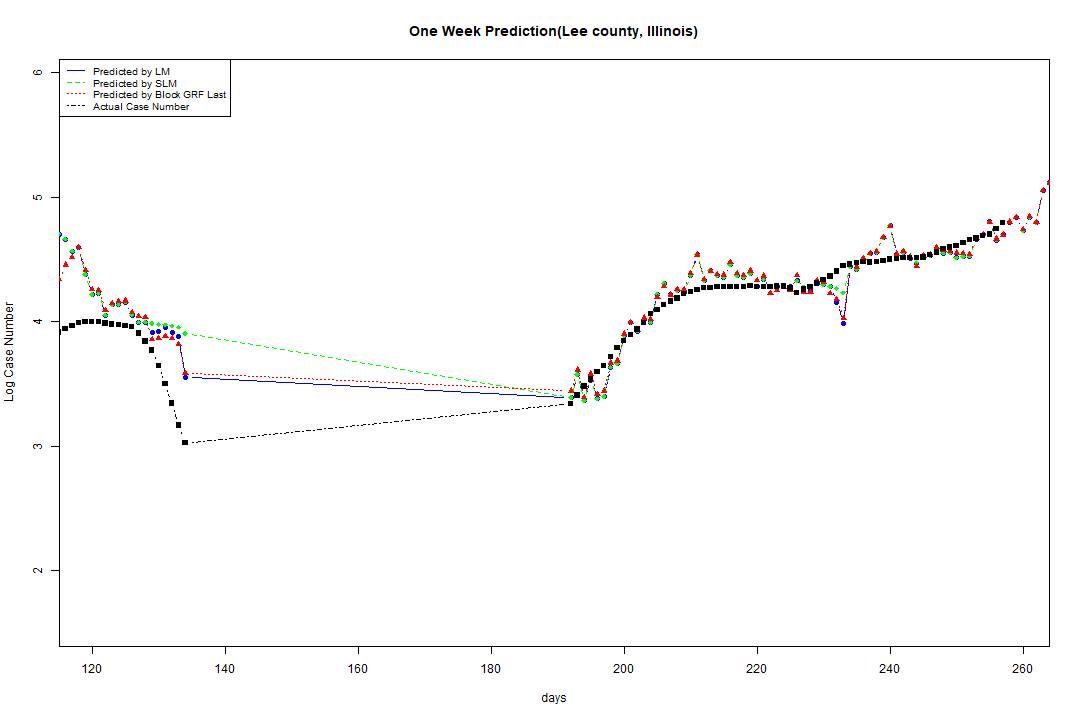 One Week Prediction(Lee county, Illinois)
Predicted by LM
Predicted by SLM
Predicted by Block GRF Last
Actual Case Number
6
5
4
3
2
Log Case Number
120 140 160 180 200 220 240 260
days